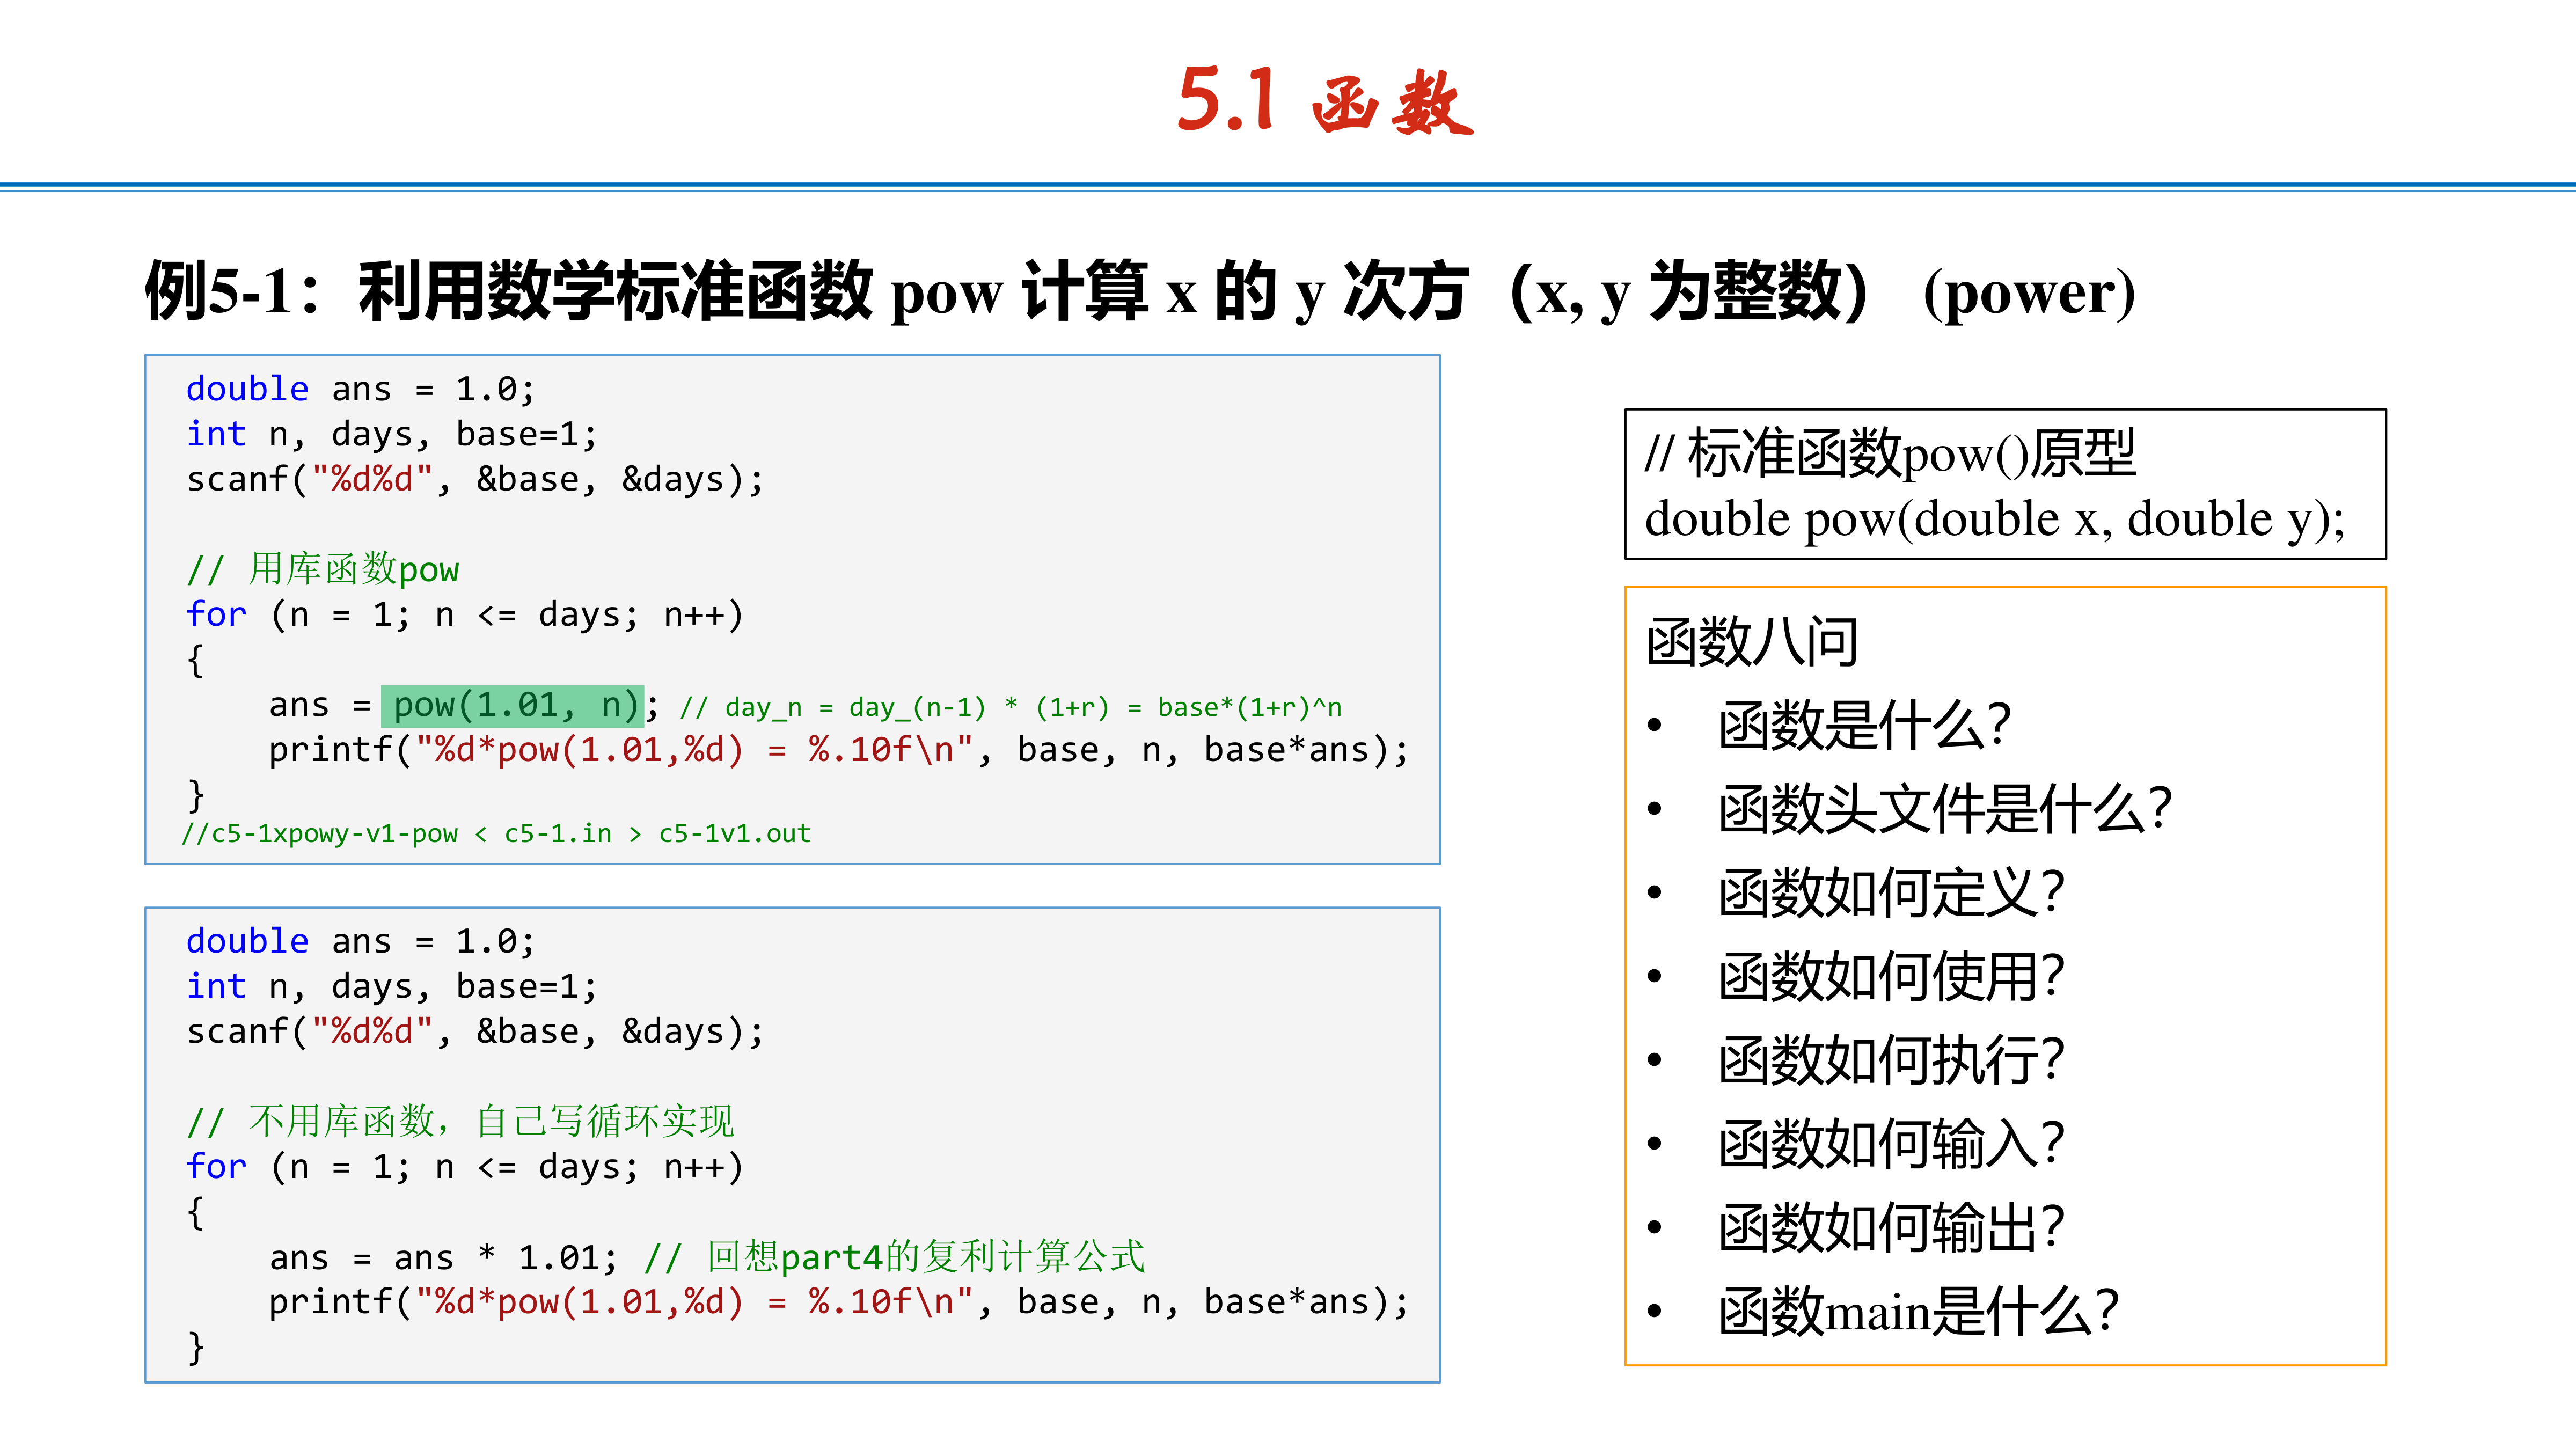 5.1 函数
例5-1：利用数学标准函数 pow 计算 x 的 y 次方（x, y 为整数） (power)
double ans = 1.0;
int n, days, base=1;
scanf("%d%d", &base, &days);
// 用库函数pow
for (n = 1; n <= days; n++)
{
ans = pow(1.01, n); // day_n = day_(n-1) * (1+r) = base*(1+r)^n
printf("%d*pow(1.01,%d) = %.10f\n", base, n, base*ans);
}
//c5-1xpowy-v1-pow < c5-1.in > c5-1v1.out
double ans = 1.0;
int n, days, base=1;
scanf("%d%d", &base, &days);
// 不用库函数，自己写循环实现
for (n = 1; n <= days; n++)
{
ans = ans * 1.01; // 回想part4的复利计算公式
printf("%d*pow(1.01,%d) = %.10f\n", base, n, base*ans);
}
// 标准函数pow()原型
double pow(double x, double y);
函数八问
• 函数是什么？
• 函数头文件是什么？
• 函数如何定义？
• 函数如何使用？
• 函数如何执行？
• 函数如何输入？
• 函数如何输出？
• 函数main是什么？